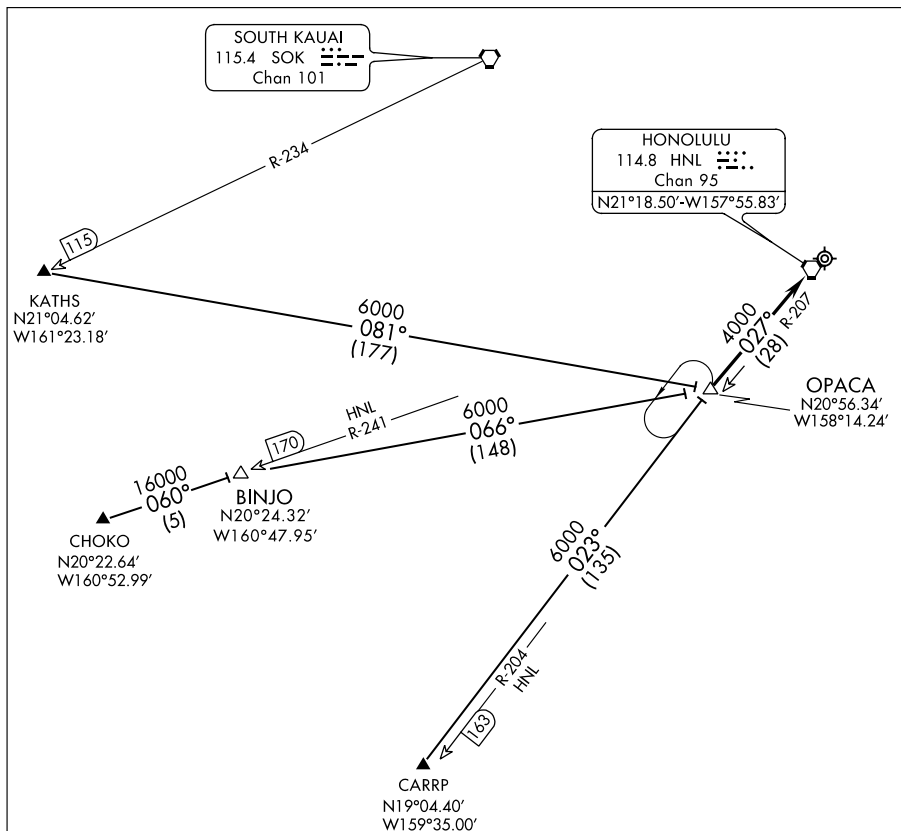 SOUTH KAUAI
115.4 SOK
Chan 101
R-234
HONOLULU
114.8 HNL
Chan 95
N21°18.50′-W157°55.83′
115
KATHS
N21°04.62′
W161°23.18′
6000
081°
(177)
4000
027°
(28)
R-207
OPACA
N20°56.34′
W158°14.24′
HNL
R-241
170
6000
066°
(148)
16000
060°
(5)
BINJO
N20°24.32′
W160°47.95′
CHOKO
N20°22.64′
W160°52.99′
6000
023°
(135)
R-204
HNL
163
CARRP
N19°04.40′
W159°35.00′